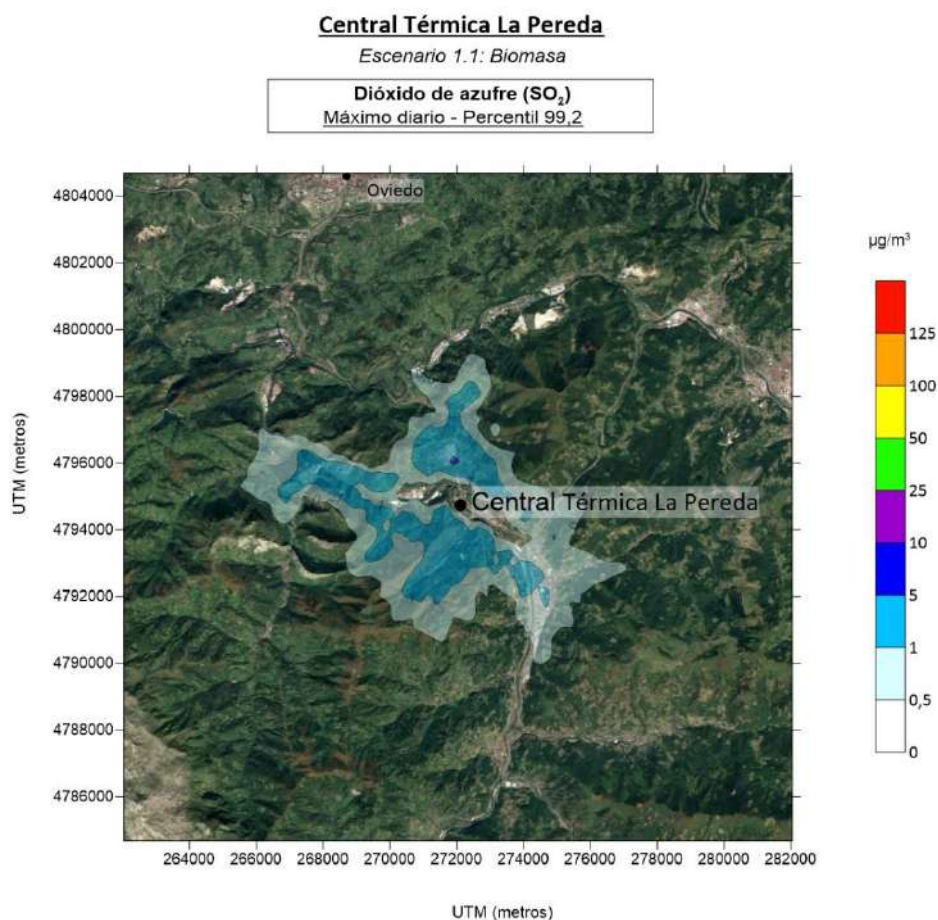 Central Térmica La Pereda
Escenario 1.1: Biomasa
Dióxido de azufre (SO₂)
Máximo diario - Percentil 99,2
Oviedo
Central Térmica La Pereda
UTM (metros)
4804000
4802000
4800000
4798000
4796000
4794000
4792000
4790000
4788000
4786000
264000 266000 268000 270000 272000 274000 276000 278000 280000 282000
UTM (metros)
µg/m³
125
100
50
25
10
5
1
0,5
0